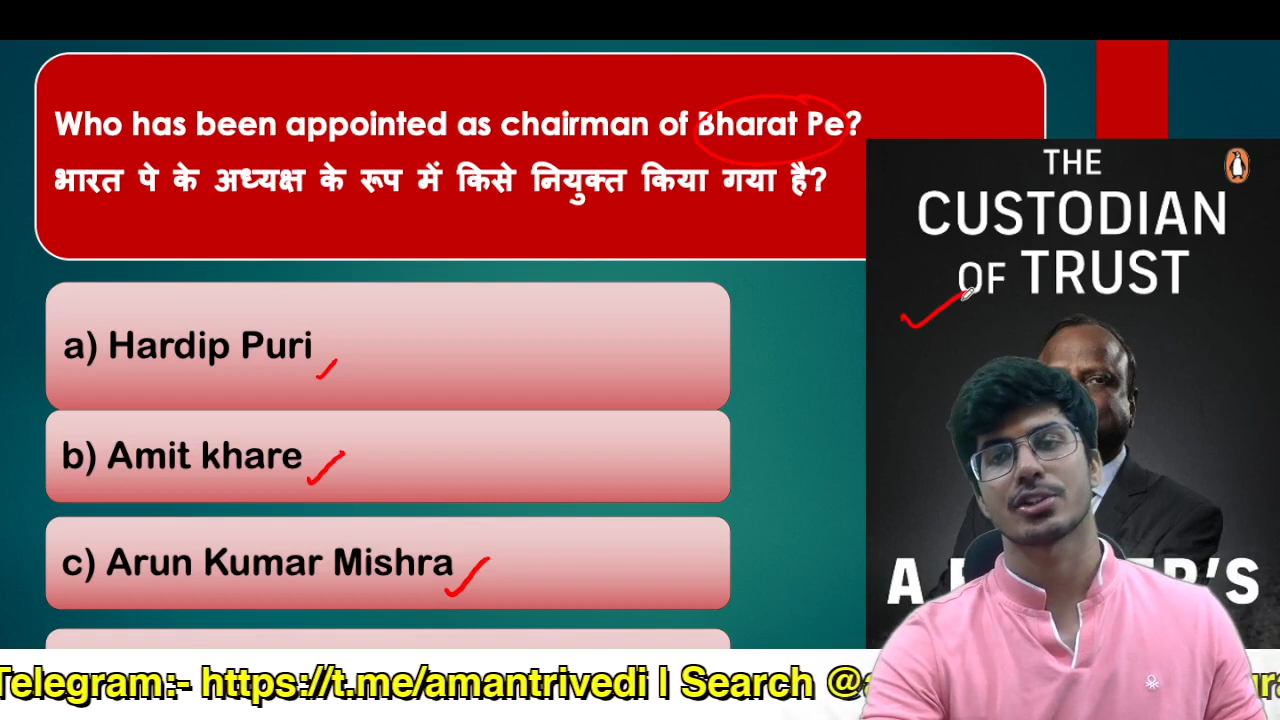 Who has been appointed as chairman of Bharat Pe?
भारत पे के अध्यक्ष के रूप में किसे नियुक्त किया गया है?
THE
CUSTODIAN
OF TRUST
a) Hardip Puri
b) Amit khare
c) Arun Kumar Mishra
A
Telegram:- https://t.me/amantrivedi I Search